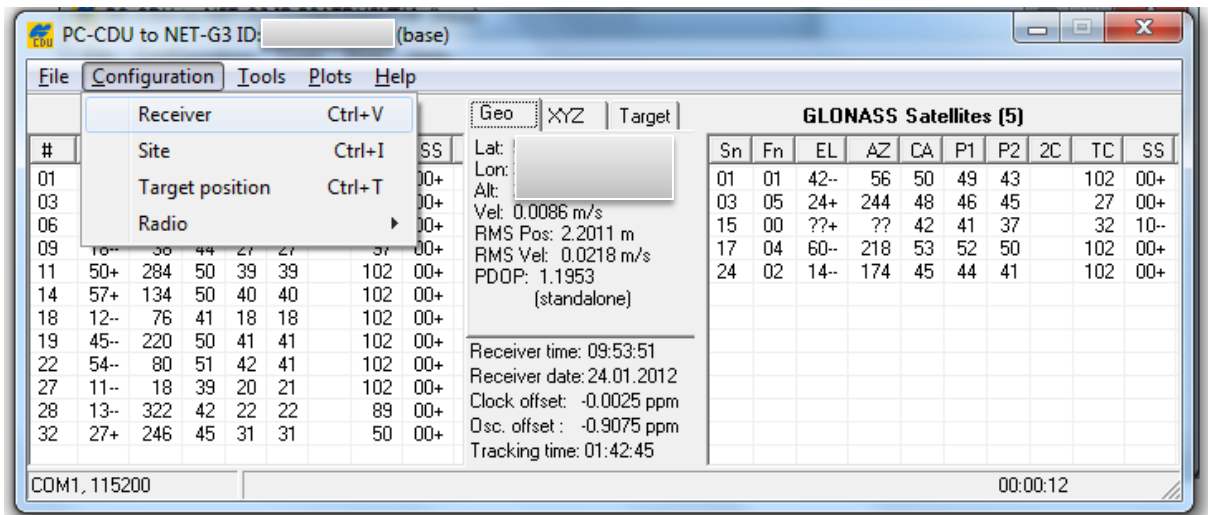 PC-CDU to NET-G3 ID: (base)
File Configuration Tools Plots Help
Receiver Ctrl+V
Site Ctrl+I
Target position Ctrl+T
Radio
# SS
01 00+
03 00+
06 00+
09 18-- 38 44 27 27 57 00+
11 50+ 284 50 39 39 102 00+
14 57+ 134 50 40 40 102 00+
18 12-- 76 41 18 18 102 00+
19 45-- 220 50 41 41 102 00+
22 54-- 80 51 42 41 102 00+
27 11-- 18 39 20 21 102 00+
28 13-- 322 42 22 22 89 00+
32 27+ 246 45 31 31 50 00+
Geo XYZ Target
Lat:
Lon:
Alt:
Vel: 0.0086 m/s
RMS Pos: 2.2011 m
RMS Vel: 0.0218 m/s
PDOP: 1.1953
(standalone)
Receiver time: 09:53:51
Receiver date: 24.01.2012
Clock offset: -0.0025 ppm
Osc. offset : -0.9075 ppm
Tracking time: 01:42:45
GLONASS Satellites (5)
Sn Fn EL AZ CA P1 P2 2C TC SS
01 01 42-- 56 50 49 43 102 00+
03 05 24+ 244 48 46 45 27 00+
15 00 ??+ ?? 42 41 37 32 10--
17 04 60-- 218 53 52 50 102 00+
24 02 14-- 174 45 44 41 102 00+
COM1, 115200
00:00:12